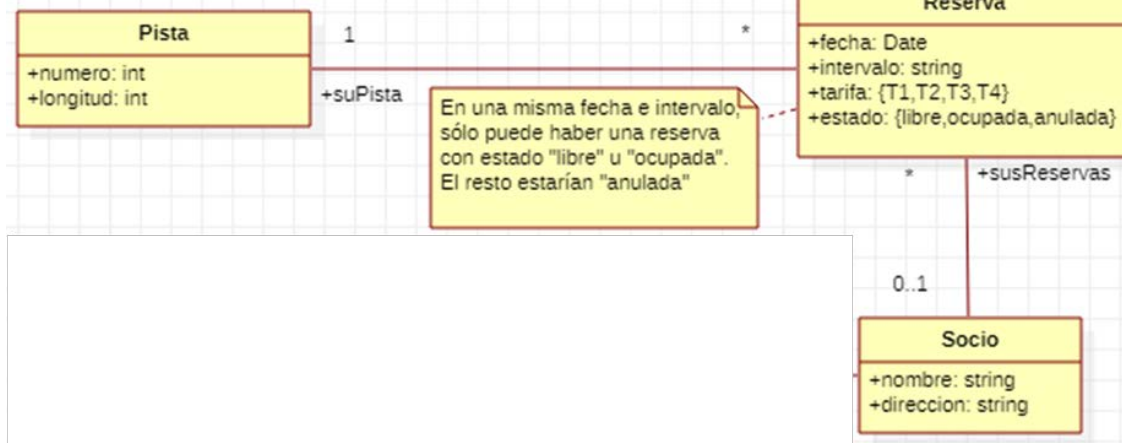 Reserva
Pista
1
*
+numero: int
+longitud: int
+suPista
+fecha: Date
+intervalo: string
+tarifa: {T1,T2,T3,T4}
+estado: {libre,ocupada,anulada}
En una misma fecha e intervalo,
sólo puede haber una reserva
con estado "libre" u "ocupada".
El resto estarían "anulada"
*
+susReservas
0..1
Socio
+nombre: string
+direccion: string